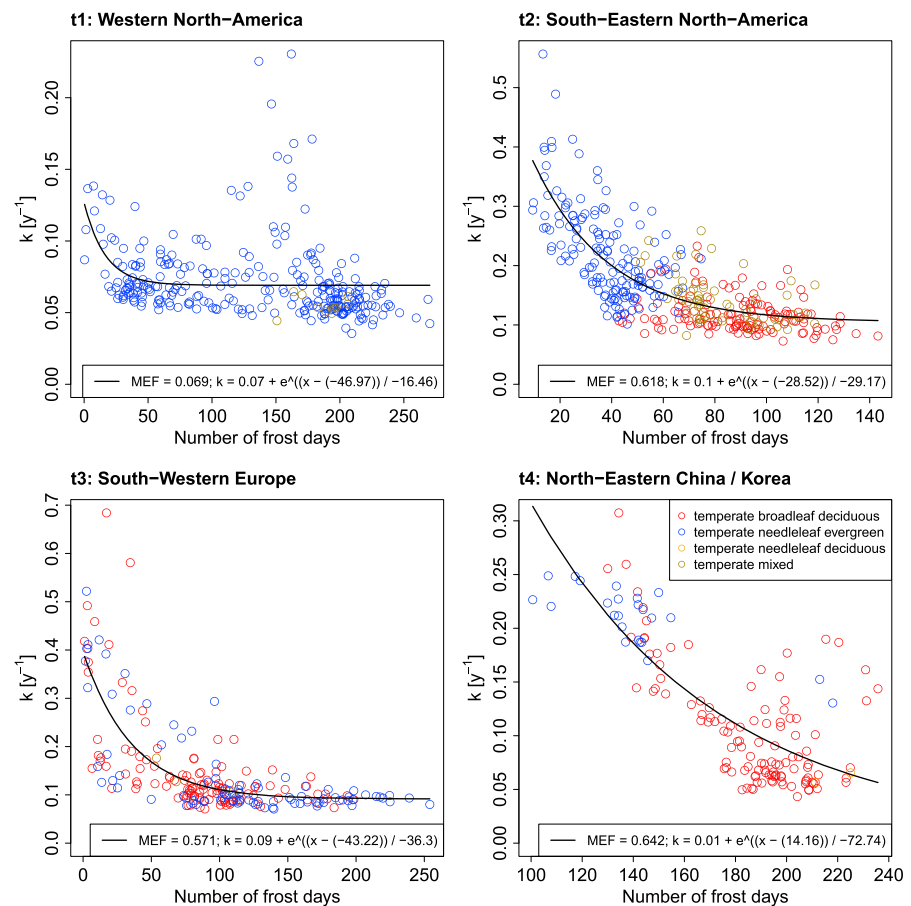 t1: Western North−America
0.00 0.05 0.10 0.15 0.20
k [y−1]
MEF = 0.069; k = 0.07 + e^((x − (−46.97)) / −16.46)
0 50 100 150 200 250
Number of frost days
t2: South−Eastern North−America
0.0 0.1 0.2 0.3 0.4 0.5
k [y−1]
MEF = 0.618; k = 0.1 + e^((x − (−28.52)) / −29.17)
20 40 60 80 100 120 140
Number of frost days
t3: South−Western Europe
0.0 0.1 0.2 0.3 0.4 0.5 0.6 0.7
k [y−1]
MEF = 0.571; k = 0.09 + e^((x − (−43.22)) / −36.3)
0 50 100 150 200 250
Number of frost days
t4: North−Eastern China / Korea
temperate broadleaf deciduous
temperate needleleaf evergreen
temperate needleleaf deciduous
temperate mixed
0.00 0.05 0.10 0.15 0.20 0.25 0.30
k [y−1]
MEF = 0.642; k = 0.01 + e^((x − (14.16)) / −72.74)
100 120 140 160 180 200 220 240
Number of frost days